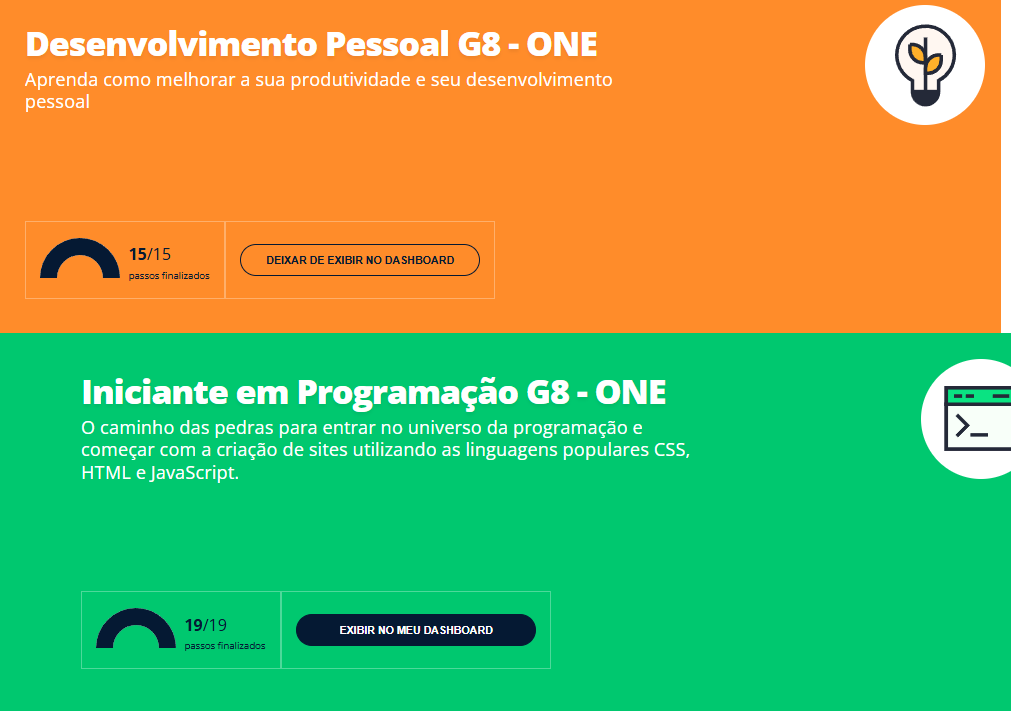 Desenvolvimento Pessoal G8 - ONE
Aprenda como melhorar a sua produtividade e seu desenvolvimento
pessoal
15/15
passos finalizados
DEIXAR DE EXIBIR NO DASHBOARD
Iniciante em Programação G8 - ONE
O caminho das pedras para entrar no universo da programação e
começar com a criação de sites utilizando as linguagens populares CSS,
HTML e JavaScript.
19/19
passos finalizados
EXIBIR NO MEU DASHBOARD